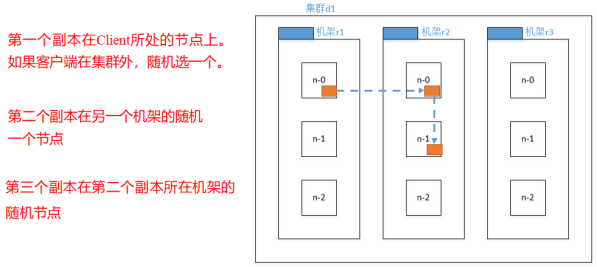 第一个副本在Client所处的节点上。
如果客户端在集群外，随机选一个。
第二个副本在另一个机架的随机
一个节点
第三个副本在第二个副本所在机架的
随机节点
集群d1
机架r1
机架r2
机架r3
n-0
n-0
n-0
n-1
n-1
n-1
n-2
n-2
n-2